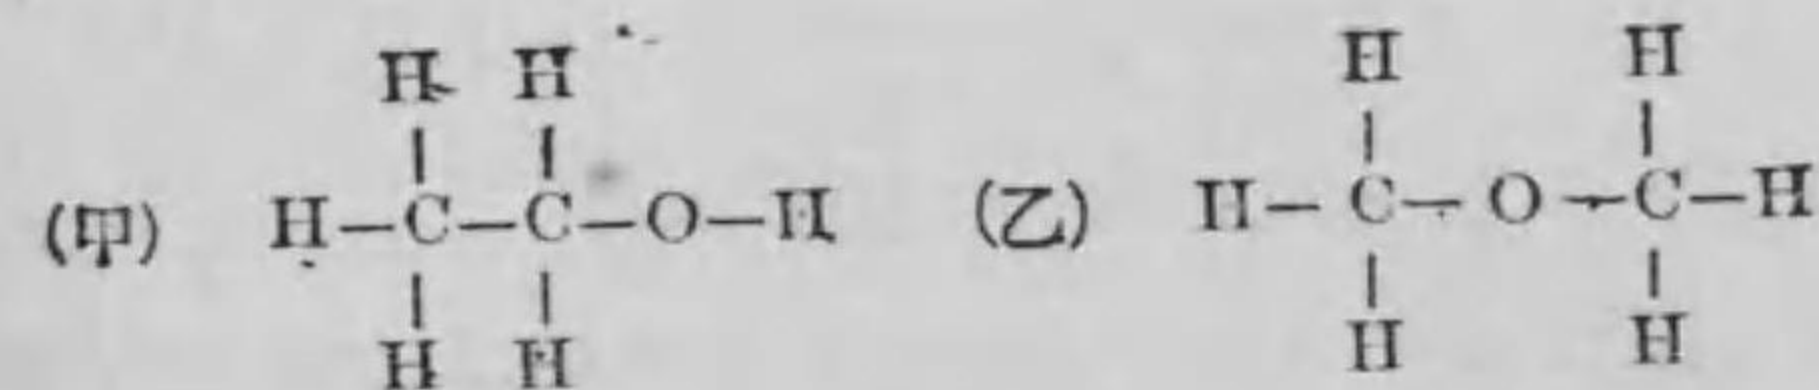 H H H H
| | | |
(甲) H—C—C—O—H (乙) H—C—O—C—H
| | | |
H H H H